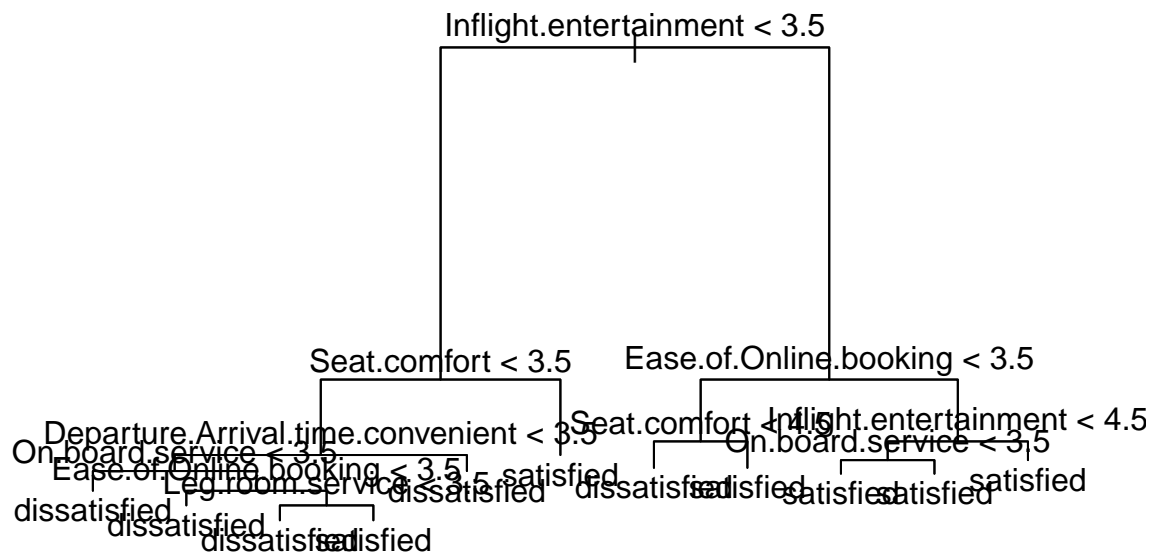 Inflight.entertainment < 3.5
Seat.comfort < 3.5
Ease.of.Online.booking < 3.5
Departure.Arrival.time.convenient < 3.5
Seat.comfort < 4.5
Inflight.entertainment < 4.5
On.board.service < 3.5
On.board.service < 3.5
Ease.of.Online.booking < 3.5
Leg.room.service < 3.5
dissatisfied
satisfied
dissatisfied
satisfied
satisfied
satisfied
satisfied
dissatisfied
dissatisfied
dissatisfied
satisfied